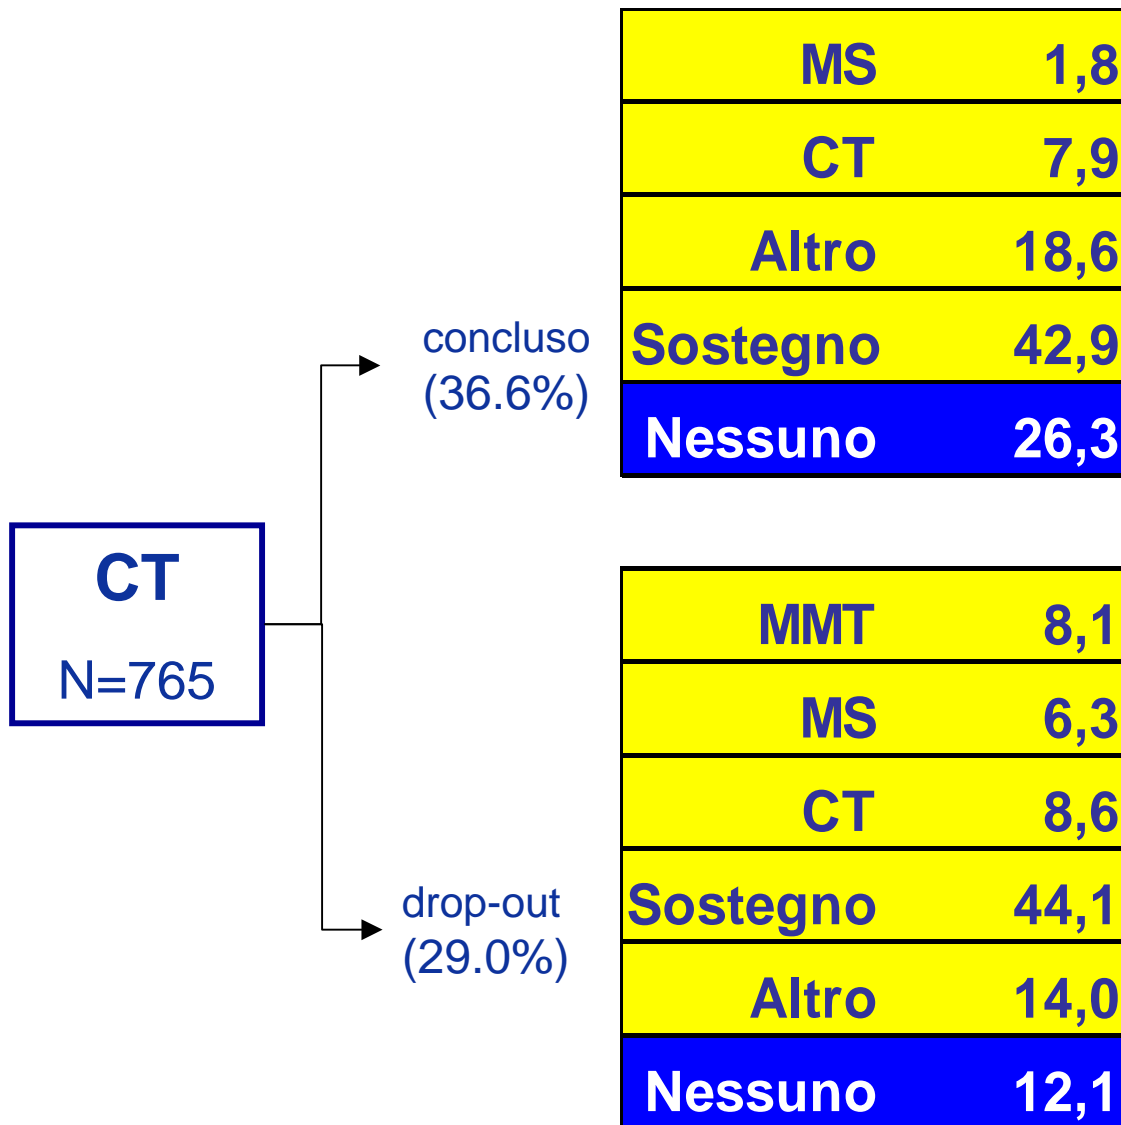 MS 1,8
CT 7,9
Altro 18,6
Sostegno 42,9
Nessuno 26,3
concluso
(36.6%)
CT
N=765
drop-out
(29.0%)
MMT 8,1
MS 6,3
CT 8,6
Sostegno 44,1
Altro 14,0
Nessuno 12,1